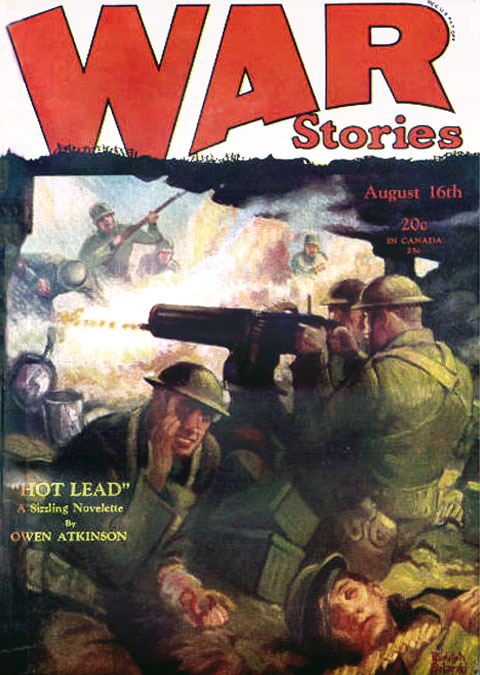 WAR
Stories
August 16th
20c
IN CANADA
25c
"HOT LEAD"
A Sizzling Novelette
By
OWEN ATKINSON